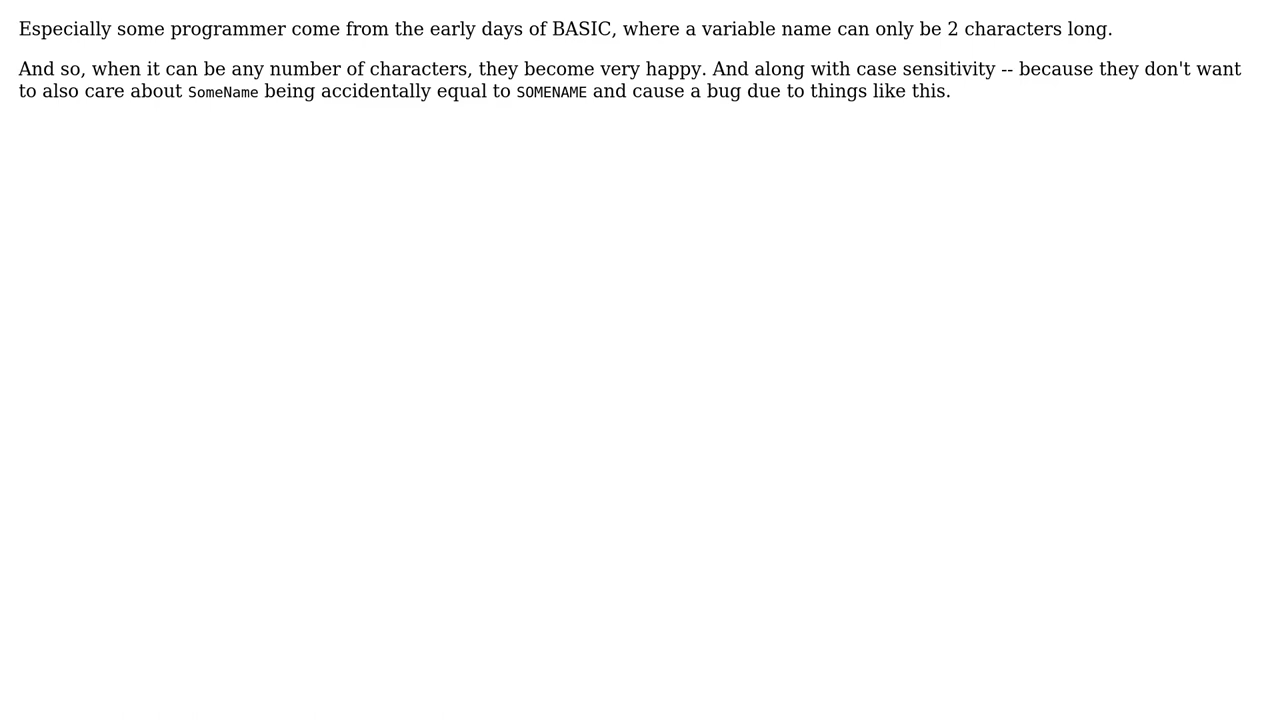 Especially some programmer come from the early days of BASIC, where a variable name can only be 2 characters long.
And so, when it can be any number of characters, they become very happy. And along with case sensitivity -- because they don't want
to also care about SomeName being accidentally equal to SOMENAME and cause a bug due to things like this.